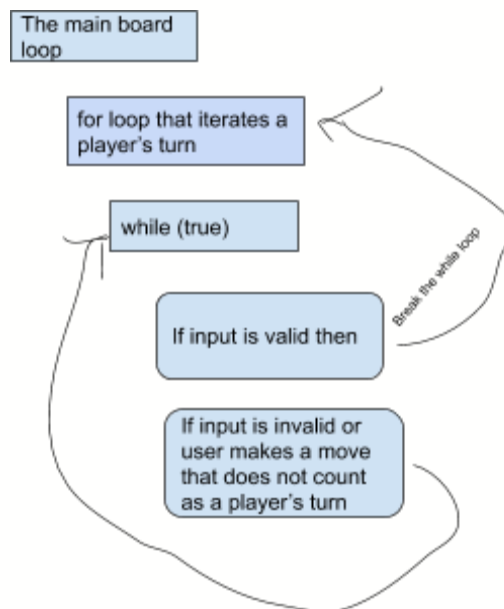 The main board
loop
for loop that iterates a
player's turn
while (true)
Break the while loop
If input is valid then
If input is invalid or
user makes a move
that does not count
as a player's turn